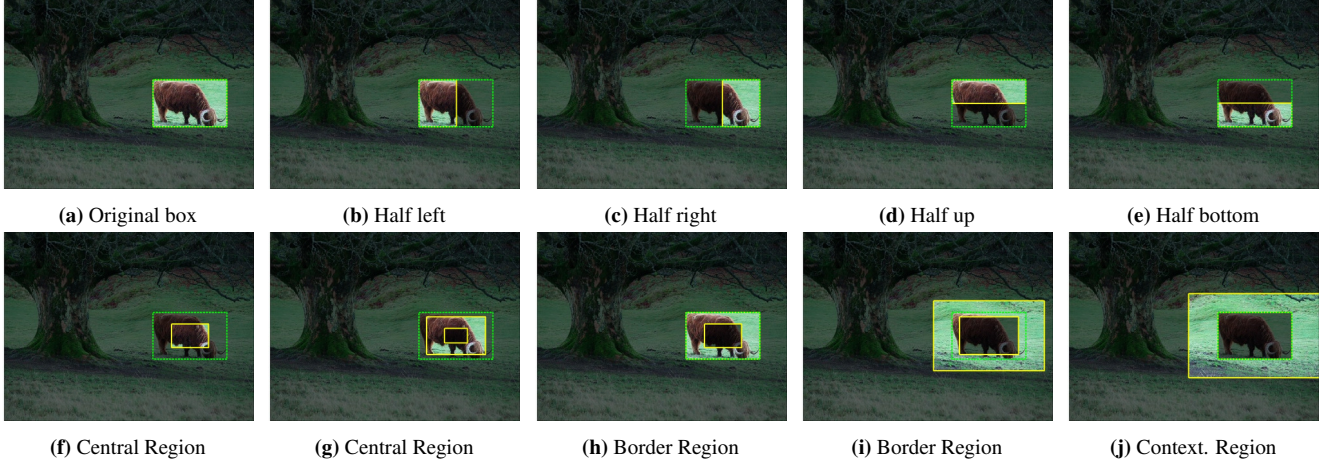 (a) Original box
(b) Half left
(c) Half right
(d) Half up
(e) Half bottom
(f) Central Region
(g) Central Region
(h) Border Region
(i) Border Region
(j) Context. Region